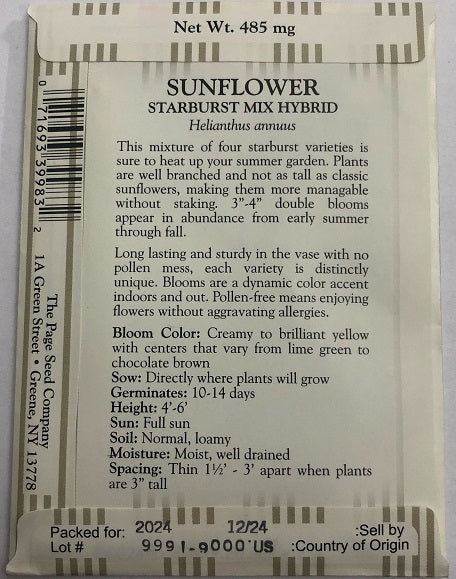 Net Wt. 485 mg
SUNFLOWER
STARBURST MIX HYBRID
Helianthus annuus
This mixture of four starburst varieties is
sure to heat up your summer garden. Plants
are well branched and not as tall as classic
sunflowers, making them more managable
without staking. 3"-4" double blooms
appear in abundance from early summer
through fall.
Long lasting and sturdy in the vase with no
pollen mess, each variety is distinctly
unique. Blooms are a dynamic color accent
indoors and out. Pollen-free means enjoying
flowers without aggravating allergies.
Bloom Color: Creamy to brilliant yellow
with centers that vary from lime green to
chocolate brown
Sow: Directly where plants will grow
Germinates: 10-14 days
Height: 4'-6'
Sun: Full sun
Soil: Normal, loamy
Moisture: Moist, well drained
Spacing: Thin 1½' - 3' apart when plants
are 3" tall
0 71693 39983 2
The Page Seed Company
1A Green Street • Greene, NY 13778
Packed for: 2024 12/24 :Sell by
Lot # 9991-9000'US :Country of Origin